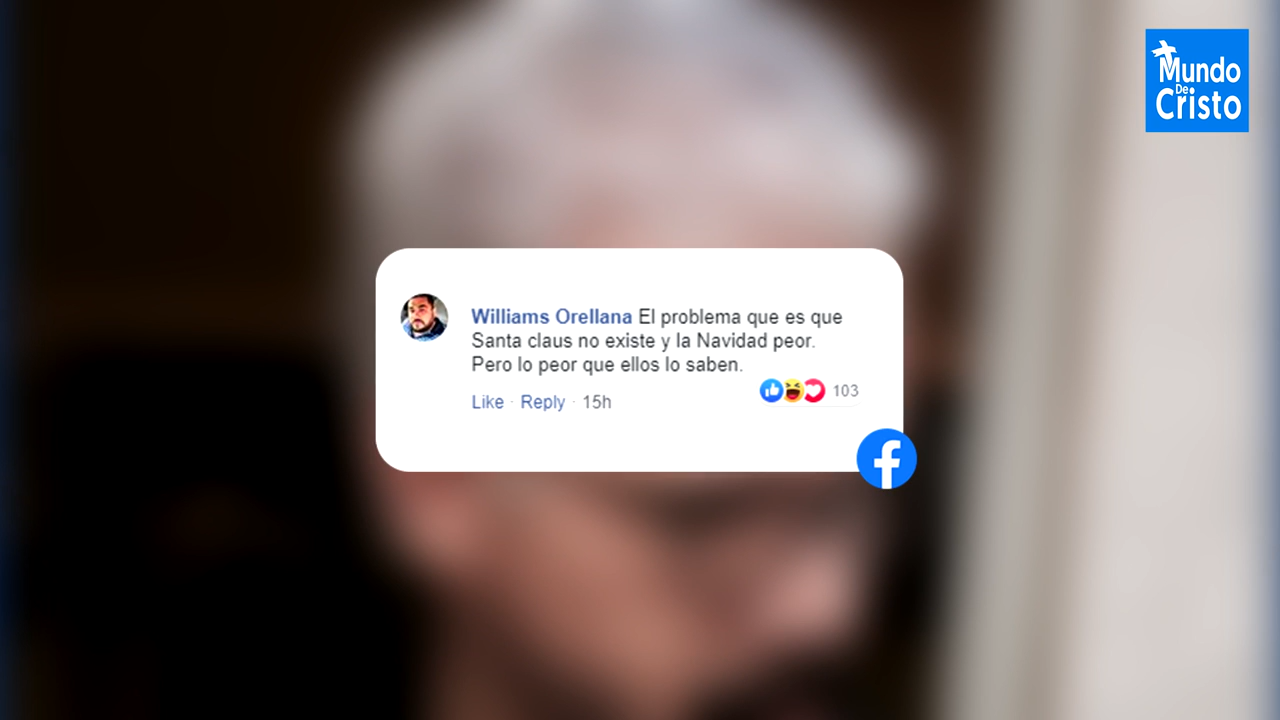 Mundo
De
Cristo
Williams Orellana El problema que es que
Santa claus no existe y la Navidad peor.
Pero lo peor que ellos lo saben.
103
Like · Reply · 15h